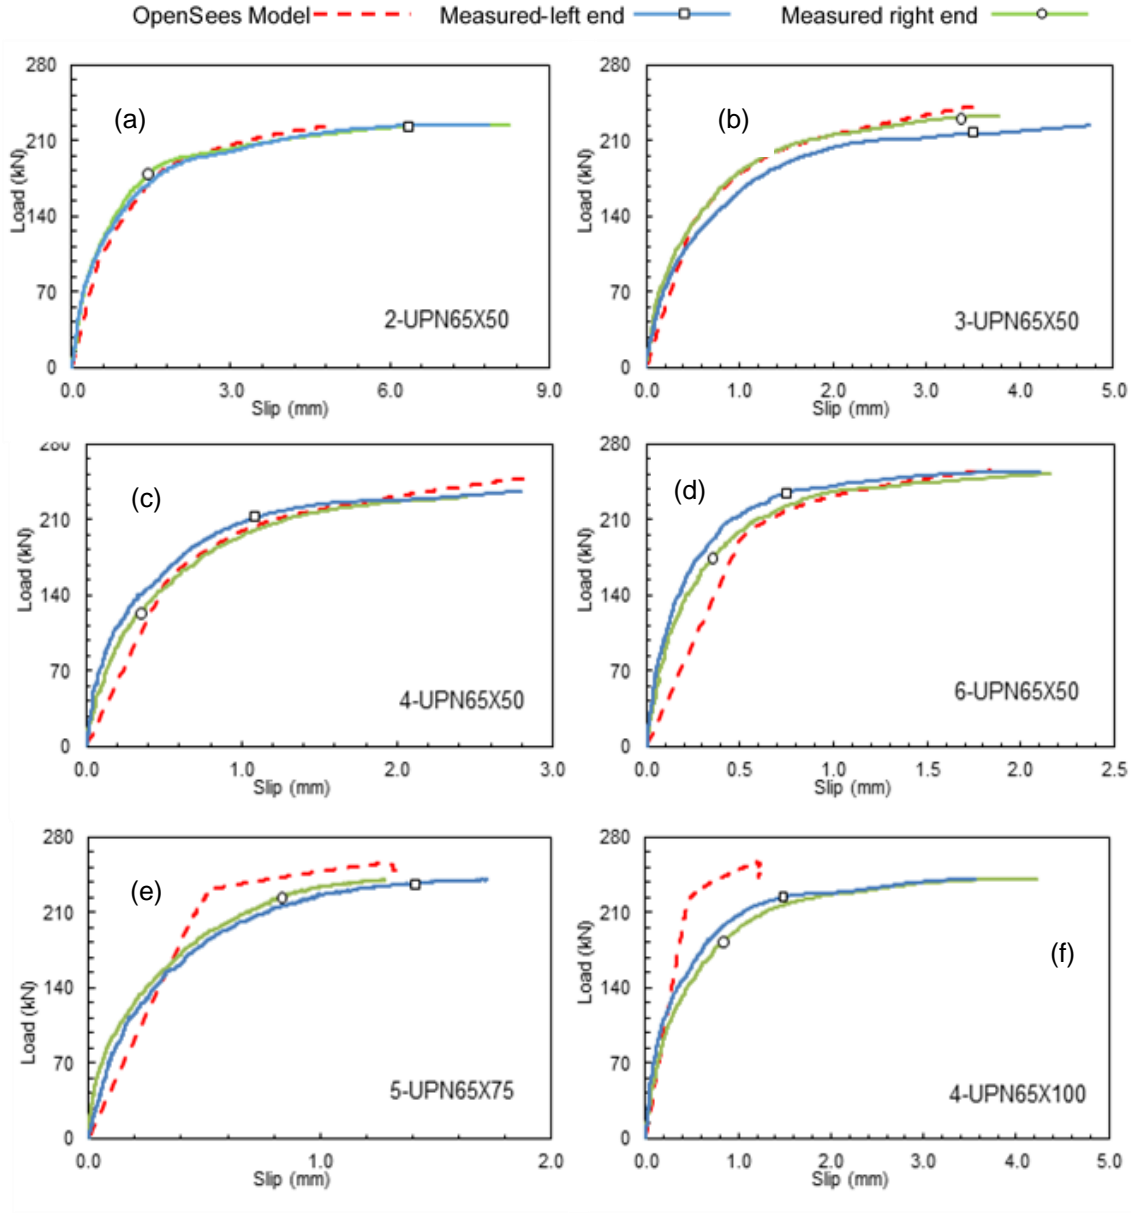 OpenSees Model Measured-left end Measured right end
280
210
140
70
0
Load (kN)
(a)
2-UPN65X50
0.0 3.0 6.0 9.0
Slip (mm)
280
210
140
70
0
Load (kN)
(b)
3-UPN65X50
0.0 1.0 2.0 3.0 4.0 5.0
Slip (mm)
280
210
140
70
0
Load (kN)
(c)
4-UPN65X50
0.0 1.0 2.0 3.0
Slip (mm)
280
210
140
70
0
Load (kN)
(d)
6-UPN65X50
0.0 0.5 1.0 1.5 2.0 2.5
Slip (mm)
280
210
140
70
0
Load (kN)
(e)
5-UPN65X75
0.0 1.0 2.0
Slip (mm)
280
210
140
70
0
Load (kN)
(f)
4-UPN65X100
0.0 1.0 2.0 3.0 4.0 5.0
Slip (mm)